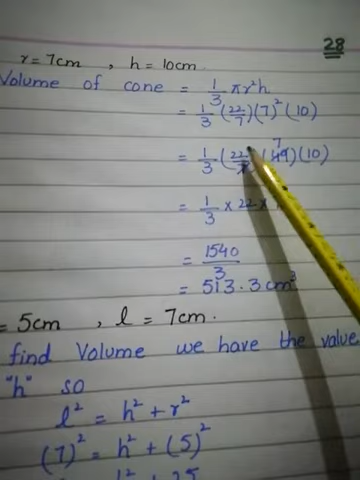 28
r = 7cm , h = 10cm.
Volume of cone = 1/3 πr²h
= 1/3 (22/7)(7)²(10)
= 1/3 (22/7)(49)(10) 7
= 1/3 × 22 ×
= 1540/3
= 513.3 cm³
= 5cm , l = 7cm.
find Volume we have the value
"h" so
l² = h² + r²
(7)² = h² + (5)²
h² + 25